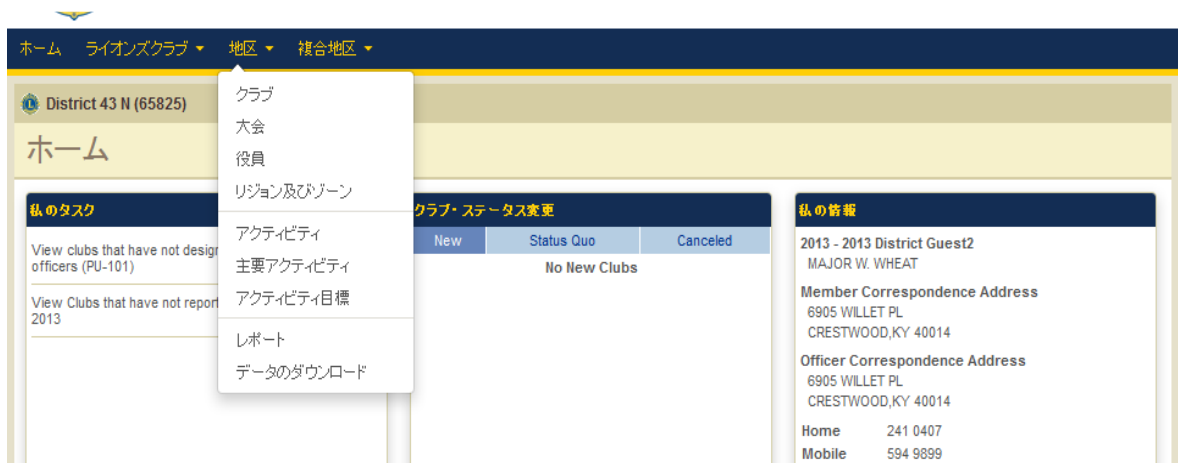 ホーム ライオンズクラブ 地区 複合地区
District 43 N (65825)
ホーム
クラブ
大会
役員
リジョン及びゾーン
アクティビティ
主要アクティビティ
アクティビティ目標
レポート
データのダウンロード
私のタスク
View clubs that have not
officers (PU-101)
View Clubs that have not
2013
クラブ・ステータス変更
New Status Quo Canceled
No New Clubs
私の情報
2013 - 2013 District Guest2
MAJOR W. WHEAT
Member Correspondence Address
6905 WILLET PL
CRESTWOOD,KY 40014
Officer Correspondence Address
6905 WILLET PL
CRESTWOOD,KY 40014
Home 241 0407
Mobile 594 9899